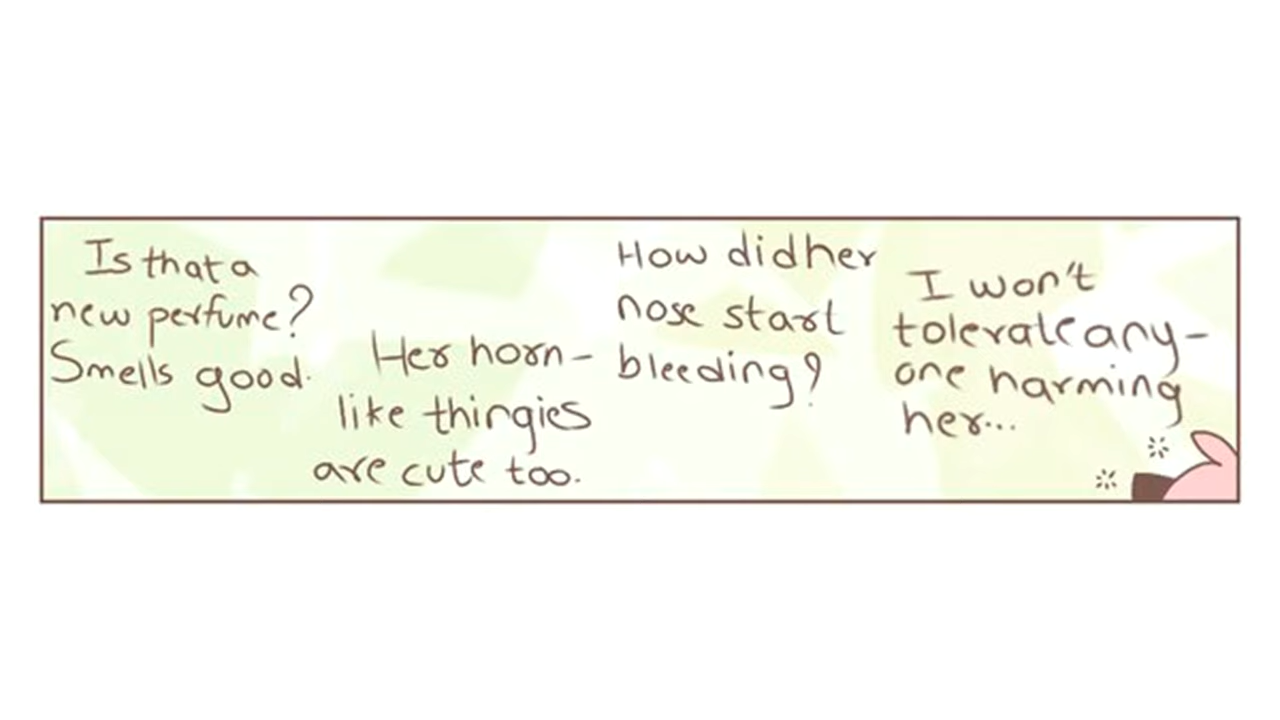 Is that a
new perfume?
Smells good.
Her horn-
like thingies
are cute too.
How did her
nose start
bleeding?
I won't
tolerate any-
one harming
her...